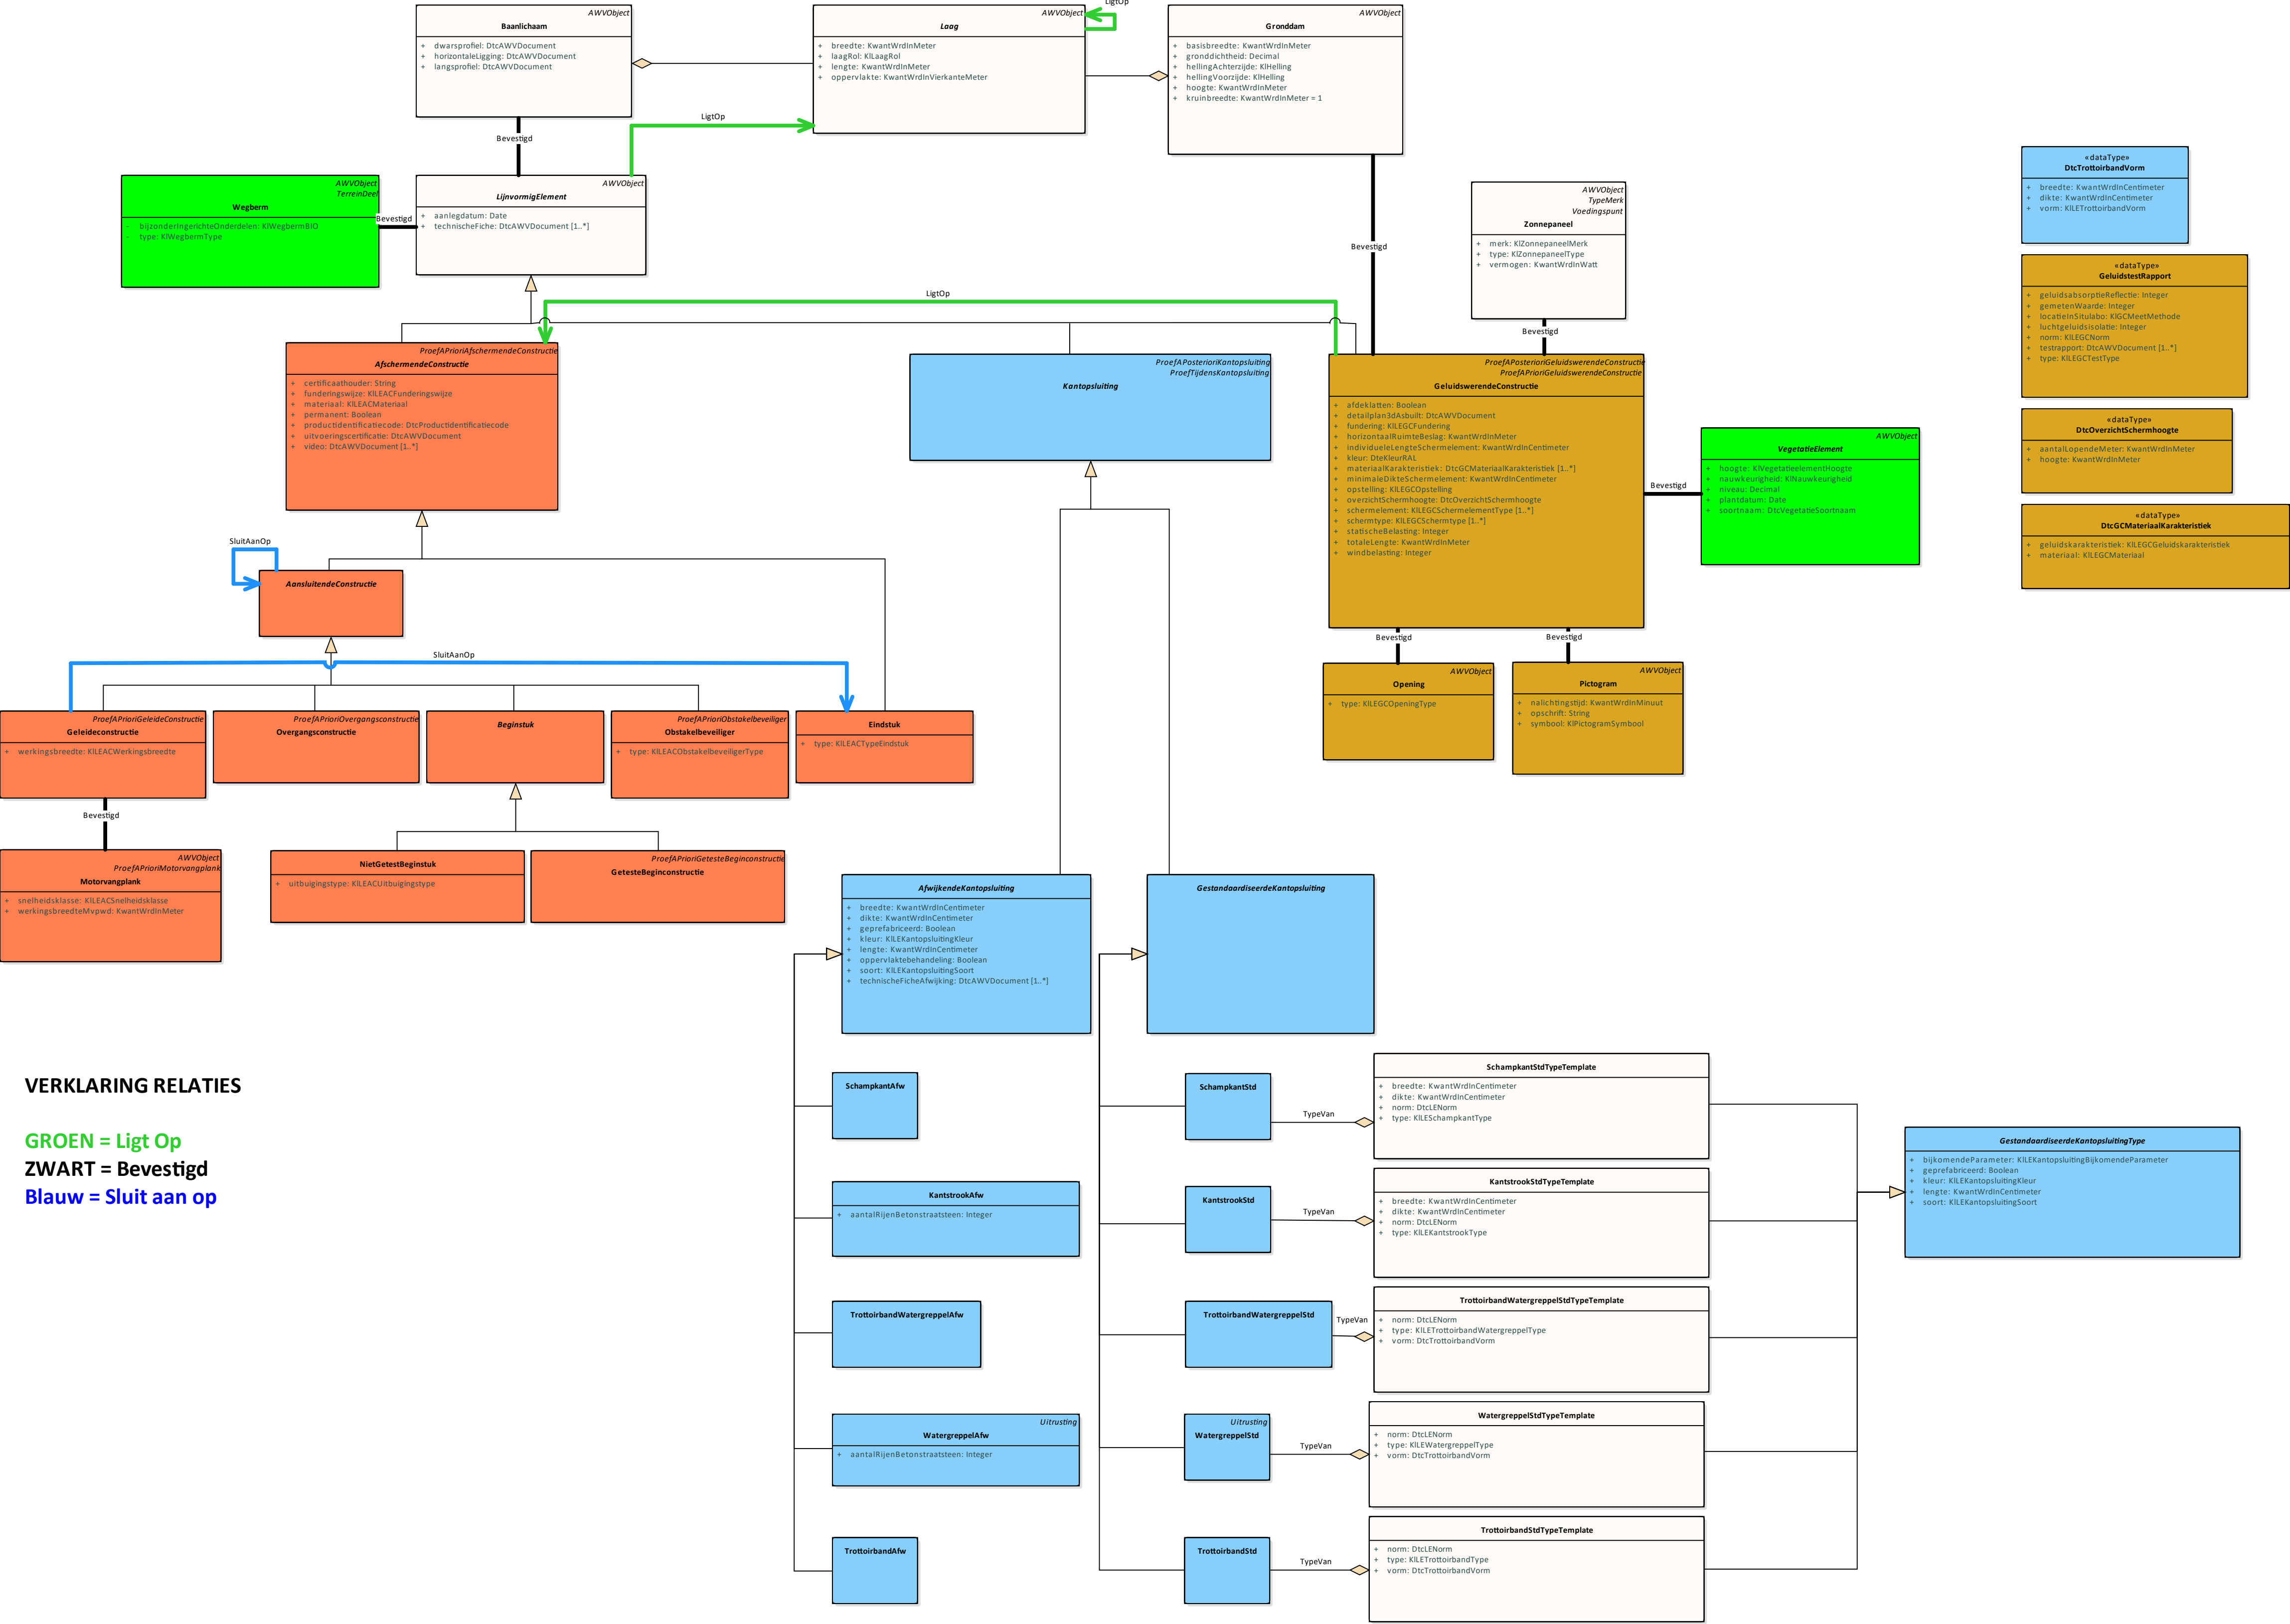 AWVObject
Baanlichaam
+ dwarsprofiel: DtcAWVDocument
+ horizontaleLigging: DtcAWVDocument
+ langsprofiel: DtcAWVDocument
AWVObject
Laag
+ breedte: KwantWrdInMeter
+ laagRol: KlLaagRol
+ lengte: KwantWrdInMeter
+ oppervlakte: KwantWrdInVierkanteMeter
LigtOp
AWVObject
Gronddam
+ basisbreedte: KwantWrdInMeter
+ gronddichtheid: Decimal
+ hellingAchterzijde: KlHelling
+ hellingVoorzijde: KlHelling
+ hoogte: KwantWrdInMeter
+ kruinbreedte: KwantWrdInMeter = 1
LigtOp
Bevestigd
AWVObject
TerreinDeel
Wegberm
- bijzonderIngerichteOnderdelen: KlWegbermBIO
- type: KlWegbermType
Bevestigd
AWVObject
LijnvormigElement
+ aanlegdatum: Date
+ technischeFiche: DtcAWVDocument [1..*]
Bevestigd
AWVObject
TypeMerk
Voedingspunt
Zonnepaneel
+ merk: KlZonnepaneelMerk
+ type: KlZonnepaneelType
+ vermogen: KwantWrdInWatt
Bevestigd
«dataType»
DtcTrottoirbandVorm
+ breedte: KwantWrdInCentimeter
+ dikte: KwantWrdInCentimeter
+ vorm: KlLETrottoirbandVorm
«dataType»
GeluidstestRapport
+ geluidsabsorptieReflectie: Integer
+ gemetenWaarde: Integer
+ locatieInSitulabo: KlGCMeetMethode
+ luchtgeluidsisolatie: Integer
+ norm: KlLEGCNorm
+ testrapport: DtcAWVDocument [1..*]
+ type: KlLEGCTestType
«dataType»
DtcOverzichtSchermhoogte
+ aantalLopendeMeter: KwantWrdInMeter
+ hoogte: KwantWrdInMeter
«dataType»
DtcGCMateriaalKarakteristiek
+ geluidskarakteristiek: KlLEGCGeluidskarakteristiek
+ materiaal: KlLEGCMateriaal
LigtOp
ProefAPrioriAfschermendeConstructie
AfschermendeConstructie
+ certificaathouder: String
+ funderingswijze: KlLEACFunderingswijze
+ materiaal: KlLEACMateriaal
+ permanent: Boolean
+ productidentificatiecode: DtcProductidentificatiecode
+ uitvoeringscertificatie: DtcAWVDocument
+ video: DtcAWVDocument [1..*]
ProefAPosterioriKantopsluiting
ProefTijdensKantopsluiting
Kantopsluiting
ProefAPosterioriGeluidswerendeConstructie
ProefAPrioriGeluidswerendeConstructie
GeluidswerendeConstructie
+ afdeklatten: Boolean
+ detailplan3dAsbuilt: DtcAWVDocument
+ fundering: KlLEGCFundering
+ horizontaalRuimteBeslag: KwantWrdInMeter
+ individueleLengteSchermelement: KwantWrdInCentimeter
+ kleur: DteKleurRAL
+ materiaalKarakteristiek: DtcGCMateriaalKarakteristiek [1..*]
+ minimaleDikteSchermelement: KwantWrdInCentimeter
+ opstelling: KlLEGCOpstelling
+ overzichtSchermhoogte: DtcOverzichtSchermhoogte
+ schermelement: KlLEGCSchermelementType [1..*]
+ schermtype: KlLEGCSchermtype [1..*]
+ statischeBelasting: Integer
+ totaleLengte: KwantWrdInMeter
+ windbelasting: Integer
Bevestigd
AWVObject
VegetatieElement
+ hoogte: KlVegetatieelementHoogte
+ nauwkeurigheid: KlNauwkeurigheid
+ niveau: Decimal
+ plantdatum: Date
+ soortnaam: DtcVegetatieSoortnaam
SluitAanOp
AansluitendeConstructie
SluitAanOp
Bevestigd
Bevestigd
AWVObject
Opening
+ type: KlLEGCOpeningType
AWVObject
Pictogram
+ nalichtingstijd: KwantWrdInMinuut
+ opschrift: String
+ symbool: KlPictogramSymbool
ProefAPrioriGeleideConstructie
Geleideconstructie
+ werkingsbreedte: KlLEACWerkingsbreedte
ProefAPrioriOvergangsconstructie
Overgangsconstructie
Beginstuk
ProefAPrioriObstakelbeveiliger
Obstakelbeveiliger
+ type: KlLEACObstakelbeveiligerType
Eindstuk
+ type: KlLEACTypeEindstuk
Bevestigd
AWVObject
ProefAPrioriMotorvangplank
Motorvangplank
+ snelheidsklasse: KlLEACSnelheidsklasse
+ werkingsbreedteMvpwd: KwantWrdInMeter
NietGetestBeginstuk
+ uitbuigingstype: KlLEACUitbuigingstype
ProefAPrioriGetesteBeginconstructie
GetesteBeginconstructie
AfwijkendeKantopsluiting
+ breedte: KwantWrdInCentimeter
+ dikte: KwantWrdInCentimeter
+ geprefabriceerd: Boolean
+ kleur: KlLEKantopsluitingKleur
+ lengte: KwantWrdInCentimeter
+ oppervlaktebehandeling: Boolean
+ soort: KlLEKantopsluitingSoort
+ technischeFicheAfwijking: DtcAWVDocument [1..*]
GestandaardiseerdeKantopsluiting
VERKLARING RELATIES
GROEN = Ligt Op
ZWART = Bevestigd
Blauw = Sluit aan op
SchampkantAfw
SchampkantStd
TypeVan
SchampkantStdTypeTemplate
+ breedte: KwantWrdInCentimeter
+ dikte: KwantWrdInCentimeter
+ norm: DtcLENorm
+ type: KlLESchampkantType
GestandaardiseerdeKantopsluitingType
+ bijkomendeParameter: KlLEKantopsluitingBijkomendeParameter
+ geprefabriceerd: Boolean
+ kleur: KlLEKantopsluitingKleur
+ lengte: KwantWrdInCentimeter
+ soort: KlLEKantopsluitingSoort
KantstrookAfw
+ aantalRijenBetonstraatsteen: Integer
KantstrookStd
TypeVan
KantstrookStdTypeTemplate
+ breedte: KwantWrdInCentimeter
+ dikte: KwantWrdInCentimeter
+ norm: DtcLENorm
+ type: KlLEKantstrookType
TrottoirbandWatergreppelAfw
TrottoirbandWatergreppelStd
TypeVan
TrottoirbandWatergreppelStdTypeTemplate
+ norm: DtcLENorm
+ type: KlLETrottoirbandWatergreppelType
+ vorm: DtcTrottoirbandVorm
Uitrusting
WatergreppelAfw
+ aantalRijenBetonstraatsteen: Integer
Uitrusting
WatergreppelStd
TypeVan
WatergreppelStdTypeTemplate
+ norm: DtcLENorm
+ type: KlLEWatergreppelType
+ vorm: DtcTrottoirbandVorm
TrottoirbandAfw
TrottoirbandStd
TypeVan
TrottoirbandStdTypeTemplate
+ norm: DtcLENorm
+ type: KlLETrottoirbandType
+ vorm: DtcTrottoirbandVorm